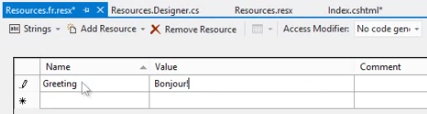 Resources.fr.resx* Resources.Designer.cs Resources.resx Index.cshtml*
Strings Add Resource Remove Resource Access Modifier: No code gen
Name Value Comment
Greeting Bonjour!